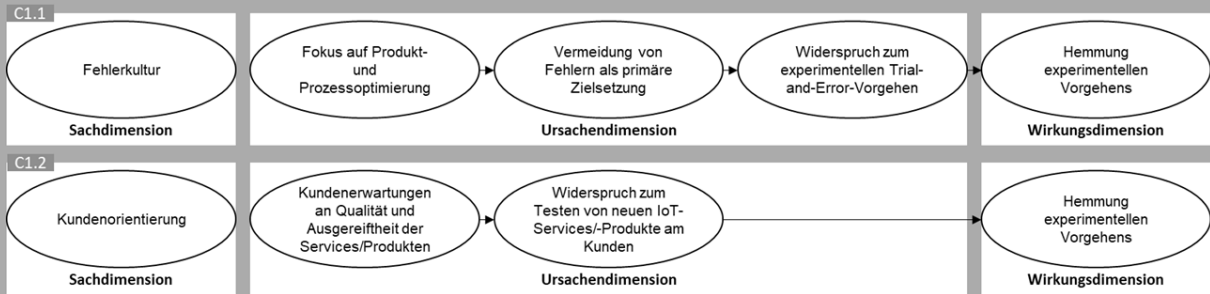 C1.1
Fehlerkultur
Fokus auf Produkt-
und
Prozessoptimierung
Vermeidung von
Fehlern als primäre
Zielsetzung
Widerspruch zum
experimentellen Trial-
and-Error-Vorgehen
Hemmung
experimentellen
Vorgehens
Sachdimension
Ursachendimension
Wirkungsdimension
C1.2
Kundenorientierung
Kundenerwartungen
an Qualität und
Ausgereiftheit der
Services/Produkten
Widerspruch zum
Testen von neuen IoT-
Services/-Produkte am
Kunden
Hemmung
experimentellen
Vorgehens
Sachdimension
Ursachendimension
Wirkungsdimension